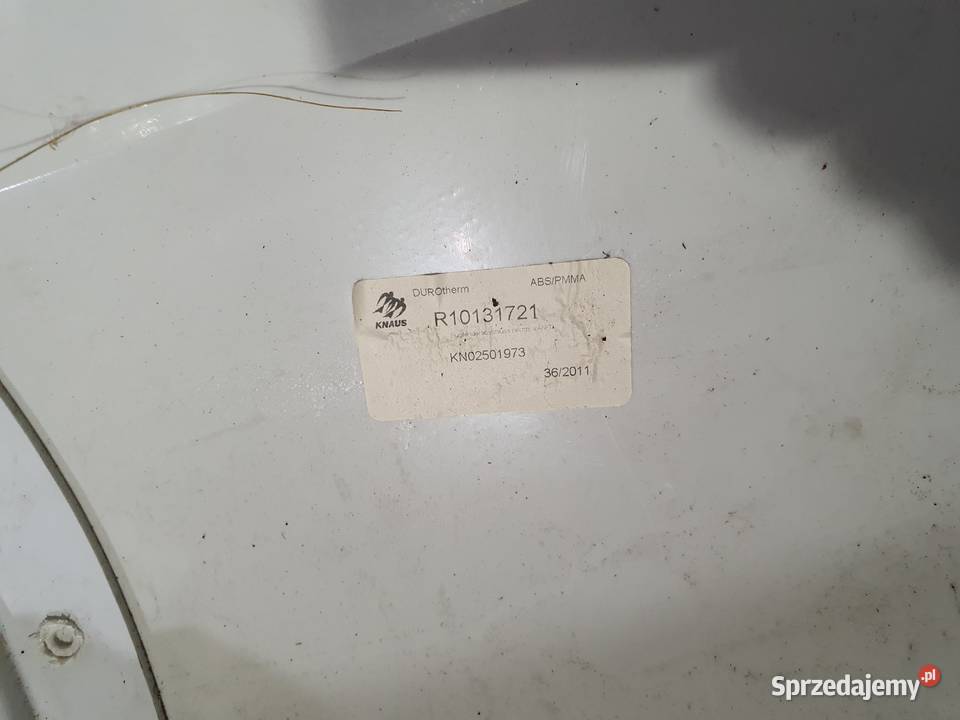 DUROtherm ABS/PMMA
KNAUS
R10131721
KN02501973
36/2011
Sprzedajemy.pl